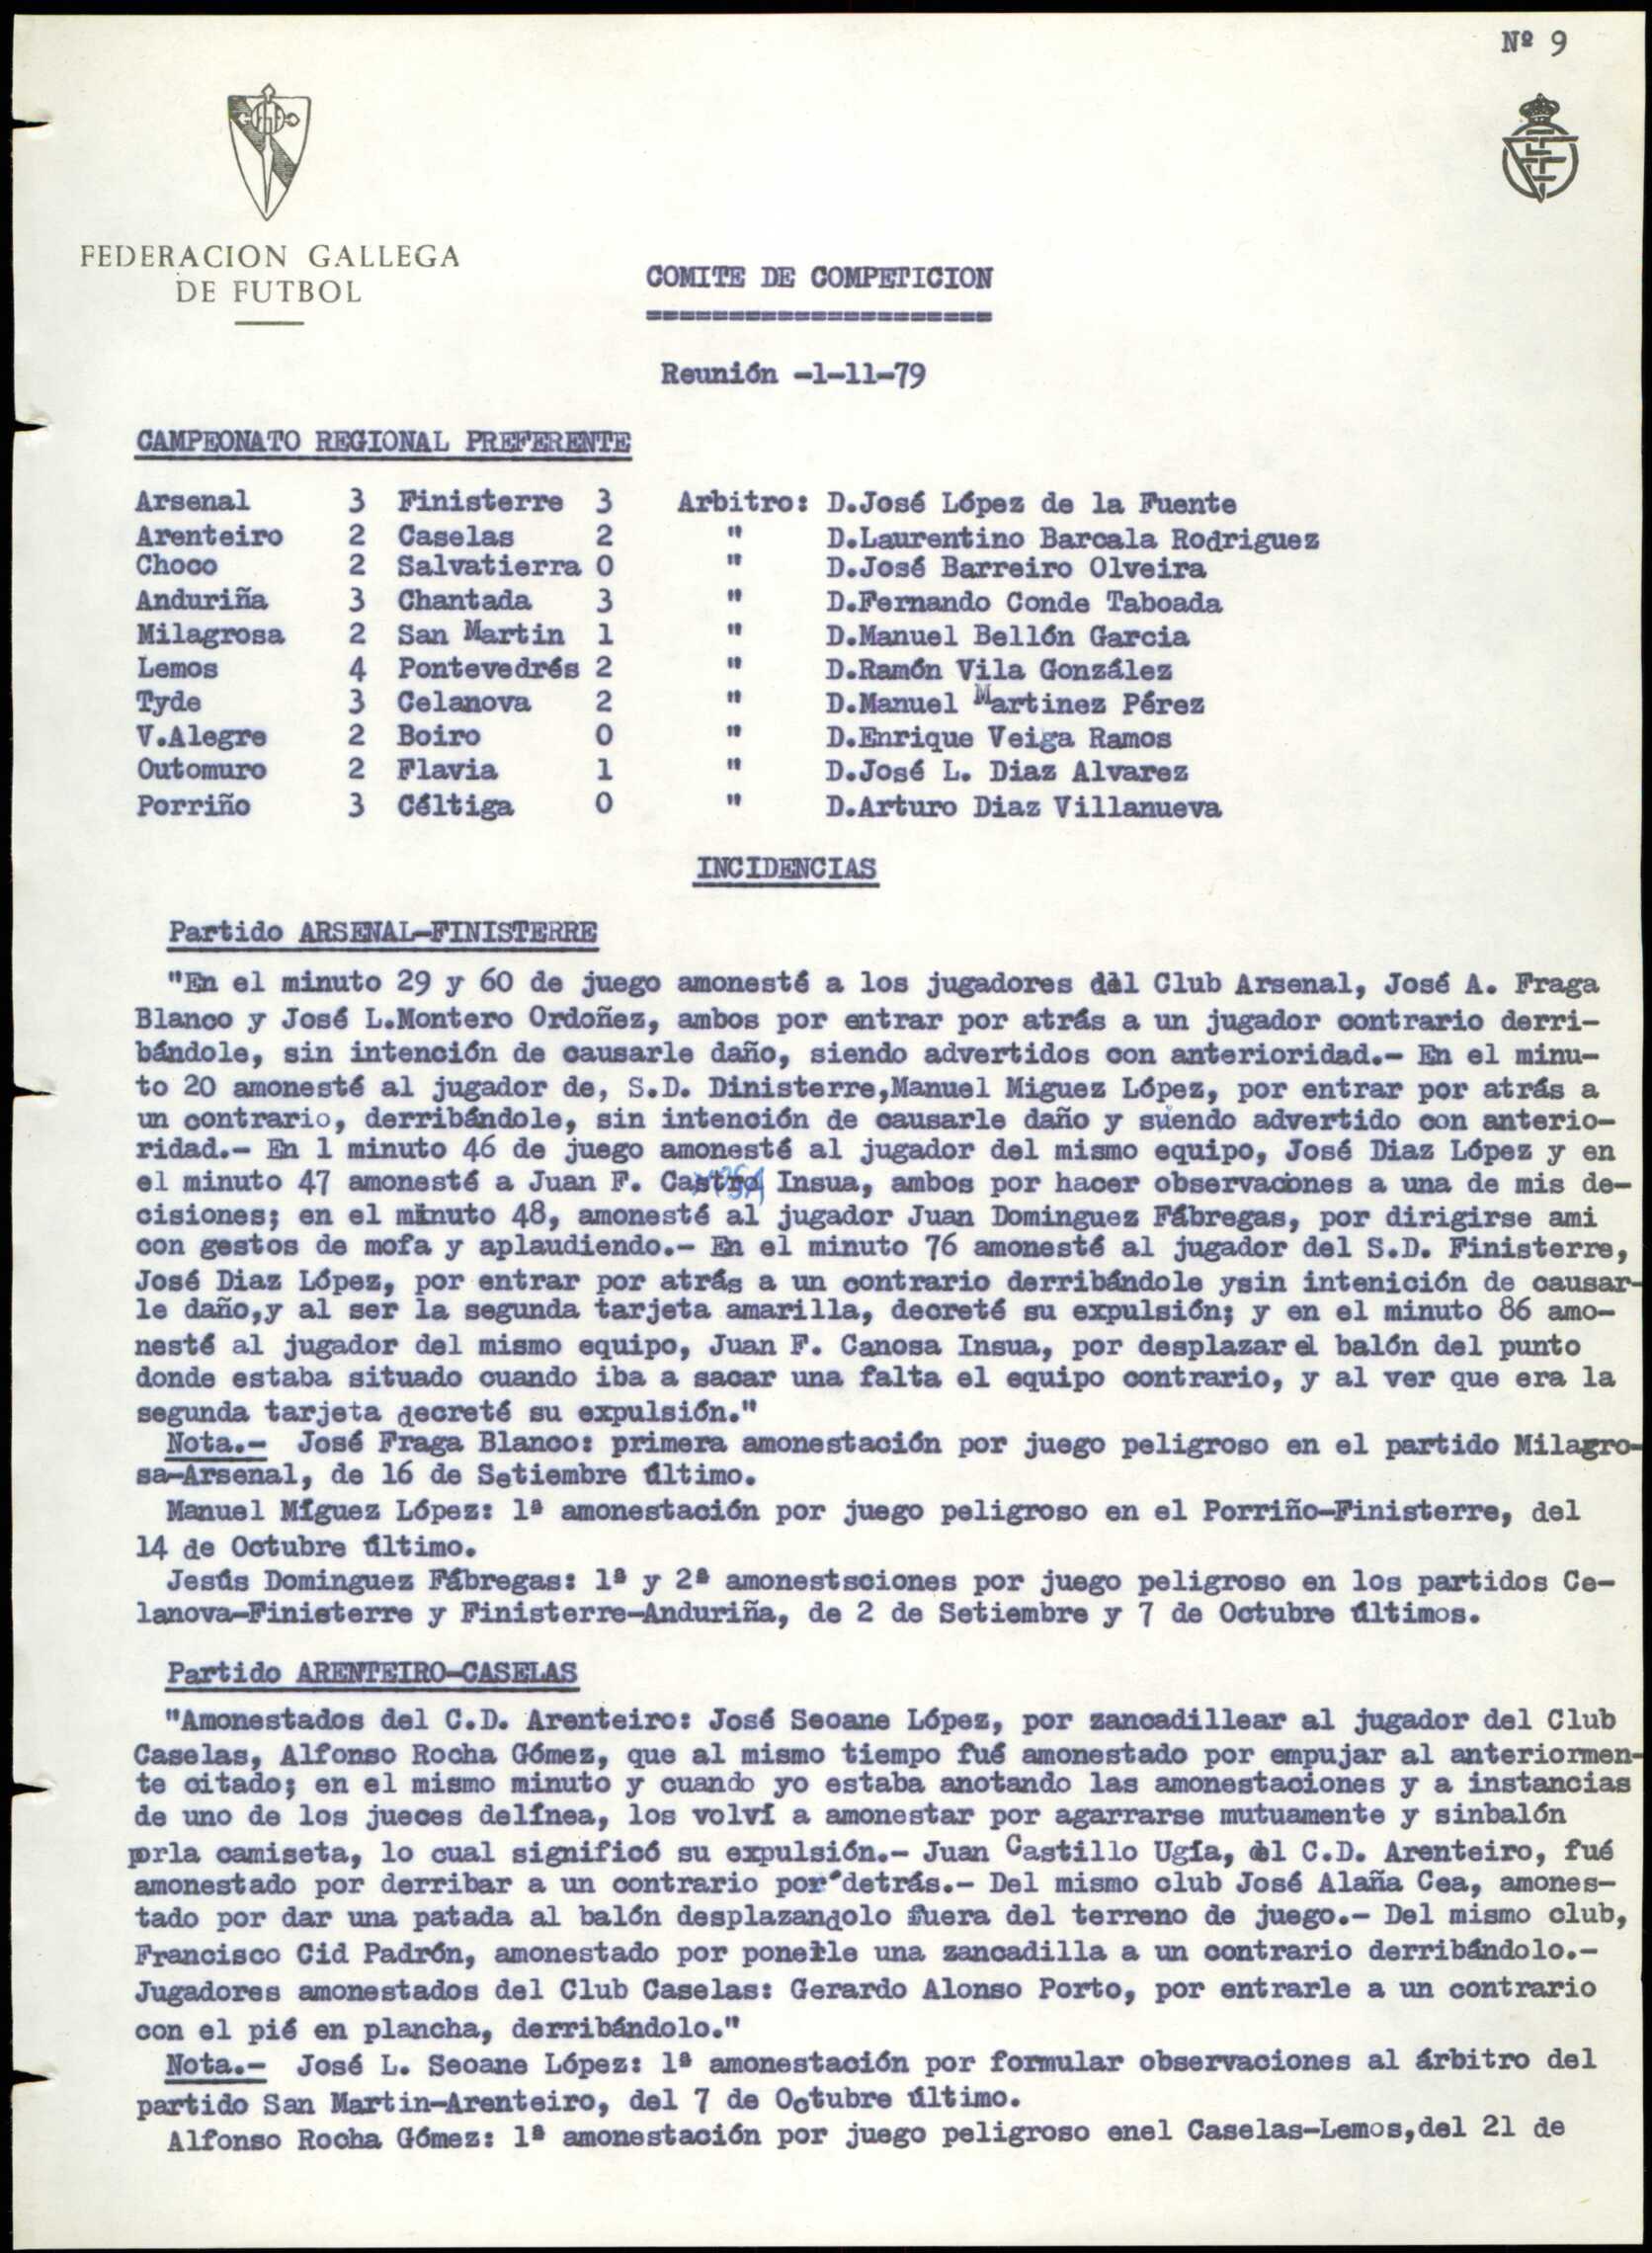 Nº 9
FEDERACION GALLEGA
DE FUTBOL
COMITE DE COMPETICION
=====================
Reunión -1-11-79
CAMPEONATO REGIONAL PREFERENTE
Arsenal 3 Finisterre 3 Arbitro: D.José López de la Fuente
Arenteiro 2 Caselas 2 " D.Laurentino Barcala Rodriguez
Choco 2 Salvatierra 0 " D.José Barreiro Olveira
Anduriña 3 Chantada 3 " D.Fernando Conde Taboada
Milagrosa 2 San Martin 1 " D.Manuel Bellón Garcia
Lemos 4 Pontevedrés 2 " D.Ramón Vila González
Tyde 3 Celanova 2 " D.Manuel Martinez Pérez
V.Alegre 2 Boiro 0 " D.Enrique Veiga Ramos
Outomuro 2 Flavia 1 " D.José L. Diaz Alvarez
Porriño 3 Céltiga 0 " D.Arturo Diaz Villanueva
INCIDENCIAS
Partido ARSENAL-FINISTERRE
"En el minuto 29 y 60 de juego amonesté a los jugadores del Club Arsenal, José A. Fraga
Blanco y José L.Montero Ordoñez, ambos por entrar por atrás a un jugador contrario derri-
bándole, sin intención de causarle daño, siendo advertidos con anterioridad.- En el minu-
to 20 amonesté al jugador de, S.D. Dinisterre,Manuel Miguez López, por entrar por atrás a
un contrario, derribándole, sin intención de causarle daño y suendo advertido con anterio-
ridad.- En l minuto 46 de juego amonesté al jugador del mismo equipo, José Diaz López y en
el minuto 47 amonesté a Juan F. Castro Insua, ambos por hacer observaciones a una de mis de-
cisiones; en el minuto 48, amonesté al jugador Juan Dominguez Fábregas, por dirigirse ami
con gestos de mofa y aplaudiendo.- En el minuto 76 amonesté al jugador del S.D. Finisterre,
José Diaz López, por entrar por atrás a un contrario derribándole ysin intenición de causar-
le daño,y al ser la segunda tarjeta amarilla, decreté su expulsión; y en el minuto 86 amo-
nesté al jugador del mismo equipo, Juan F. Canosa Insua, por desplazar el balón del punto
donde estaba situado cuando iba a sacar una falta el equipo contrario, y al ver que era la
segunda tarjeta decreté su expulsión."
Nota.- José Fraga Blanco: primera amonestación por juego peligroso en el partido Milagro-
sa-Arsenal, de 16 de Setiembre último.
Manuel Míguez López: 1ª amonestación por juego peligroso en el Porriño-Finisterre, del
14 de Octubre último.
Jesús Dominguez Fábregas: 1ª y 2ª amonestsciones por juego peligroso en los partidos Ce-
lanova-Finisterre y Finisterre-Anduriña, de 2 de Setiembre y 7 de Octubre últimos.
Partido ARENTEIRO-CASELAS
"Amonestados del C.D. Arenteiro: José Seoane López, por zancadillear al jugador del Club
Caselas, Alfonso Rocha Gómez, que al mismo tiempo fué amonestado por empujar al anteriormen-
te citado; en el mismo minuto y cuando yo estaba anotando las amonestaciones y a instancias
de uno de los jueces delínea, los volví a amonestar por agarrarse mutuamente y sinbalón
porla camiseta, lo cual significó su expulsión.- Juan Castillo Ugía, del C.D. Arenteiro, fué
amonestado por derribar a un contrario por detrás.- Del mismo club José Alaña Cea, amones-
tado por dar una patada al balón desplazandolo fuera del terreno de juego.- Del mismo club,
Francisco Cid Padrón, amonestado por ponerle una zancadilla a un contrario derribándolo.-
Jugadores amonestados del Club Caselas: Gerardo Alonso Porto, por entrarle a un contrario
con el pié en plancha, derribándolo."
Nota.- José L. Seoane López: 1ª amonestación por formular observaciones al árbitro del
partido San Martin-Arenteiro, del 7 de Octubre último.
Alfonso Rocha Gómez: 1ª amonestación por juego peligroso enel Caselas-Lemos,del 21 de